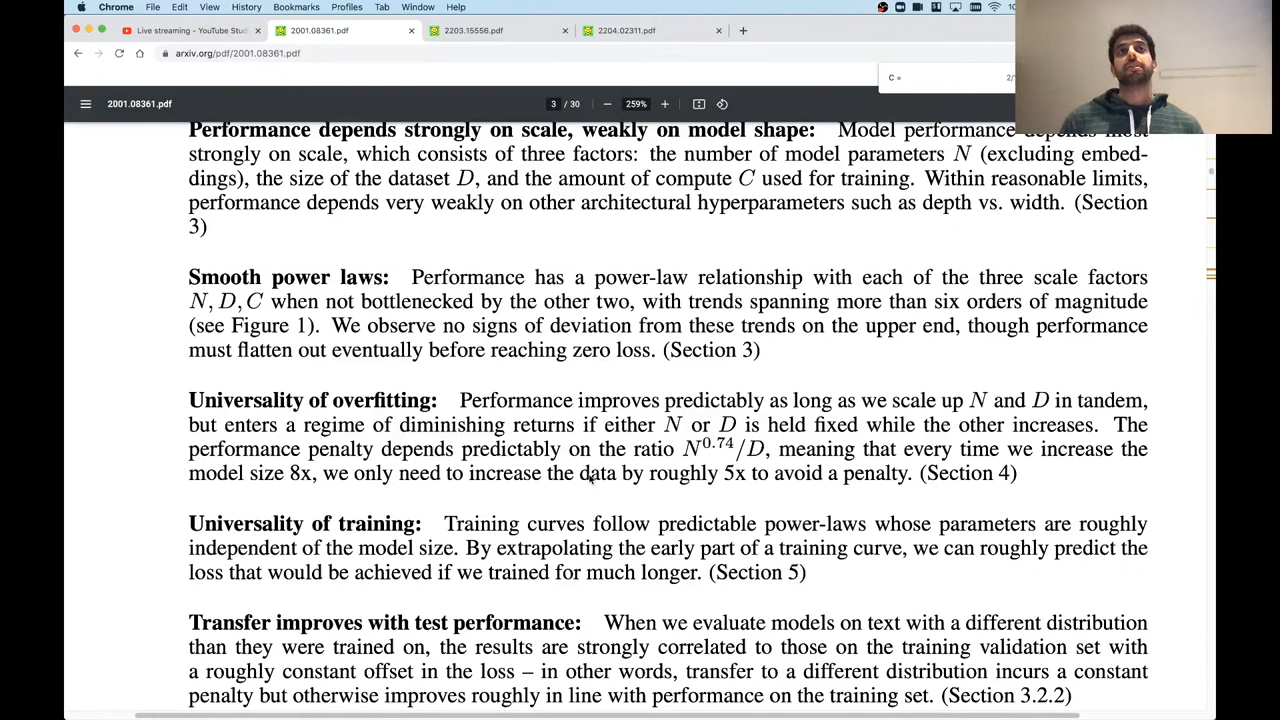 Chrome File Edit View History Bookmarks Profiles Tab Window Help
Live streaming - YouTube Stud 2001.08361.pdf 2203.15556.pdf 2204.02311.pdf
arxiv.org/pdf/2001.08361.pdf
C =
2001.08361.pdf 3 / 30 259%
Performance depends strongly on scale, weakly on model shape: Model performance depends most
strongly on scale, which consists of three factors: the number of model parameters N (excluding embed-
dings), the size of the dataset D, and the amount of compute C used for training. Within reasonable limits,
performance depends very weakly on other architectural hyperparameters such as depth vs. width. (Section
3)
Smooth power laws: Performance has a power-law relationship with each of the three scale factors
N, D, C when not bottlenecked by the other two, with trends spanning more than six orders of magnitude
(see Figure 1). We observe no signs of deviation from these trends on the upper end, though performance
must flatten out eventually before reaching zero loss. (Section 3)
Universality of overfitting: Performance improves predictably as long as we scale up N and D in tandem,
but enters a regime of diminishing returns if either N or D is held fixed while the other increases. The
performance penalty depends predictably on the ratio N^0.74/D, meaning that every time we increase the
model size 8x, we only need to increase the data by roughly 5x to avoid a penalty. (Section 4)
Universality of training: Training curves follow predictable power-laws whose parameters are roughly
independent of the model size. By extrapolating the early part of a training curve, we can roughly predict the
loss that would be achieved if we trained for much longer. (Section 5)
Transfer improves with test performance: When we evaluate models on text with a different distribution
than they were trained on, the results are strongly correlated to those on the training validation set with
a roughly constant offset in the loss – in other words, transfer to a different distribution incurs a constant
penalty but otherwise improves roughly in line with performance on the training set. (Section 3.2.2)